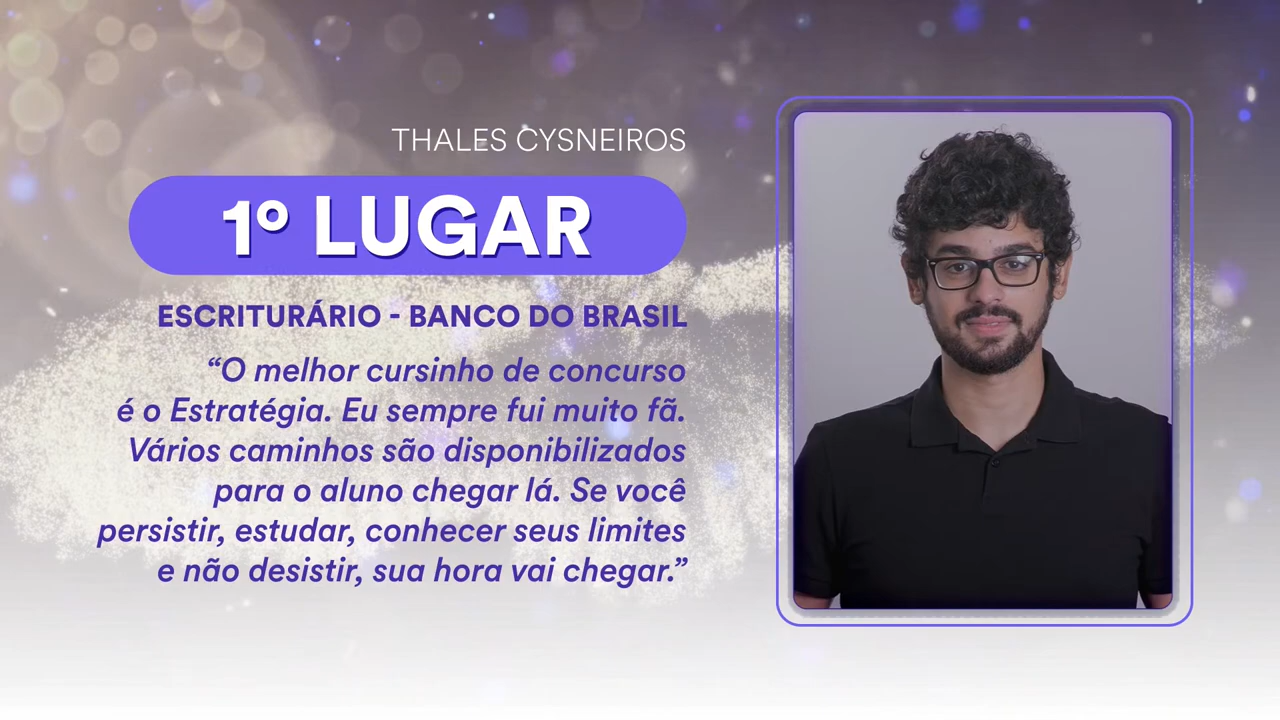 THALES CYSNEIROS
1º LUGAR
ESCRITURÁRIO - BANCO DO BRASIL
“O melhor cursinho de concurso
é o Estratégia. Eu sempre fui muito fã.
Vários caminhos são disponibilizados
para o aluno chegar lá. Se você
persistir, estudar, conhecer seus limites
e não desistir, sua hora vai chegar.”